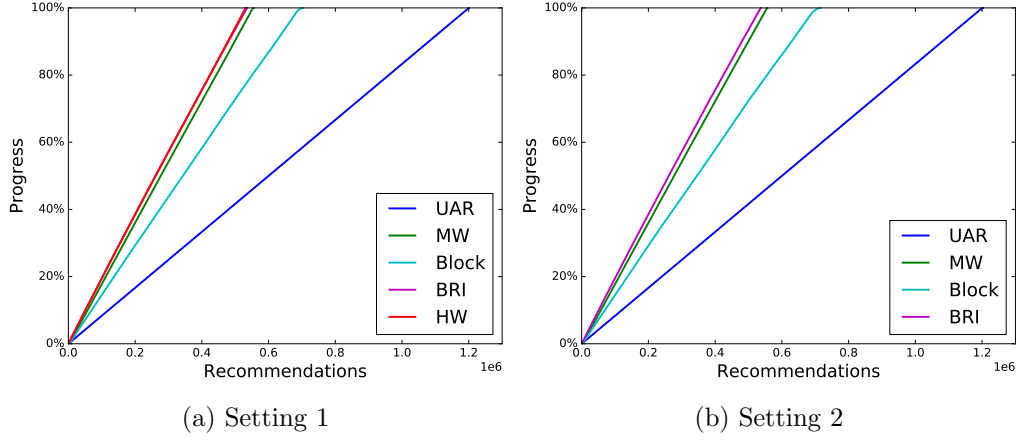 100%
80%
60%
40%
20%
0%
Progress
0.0 0.2 0.4 0.6 0.8 1.0 1.2
1e6
Recommendations
UAR
MW
Block
BRI
HW
(a) Setting 1
100%
80%
60%
40%
20%
0%
Progress
0.0 0.2 0.4 0.6 0.8 1.0 1.2
1e6
Recommendations
UAR
MW
Block
BRI
(b) Setting 2